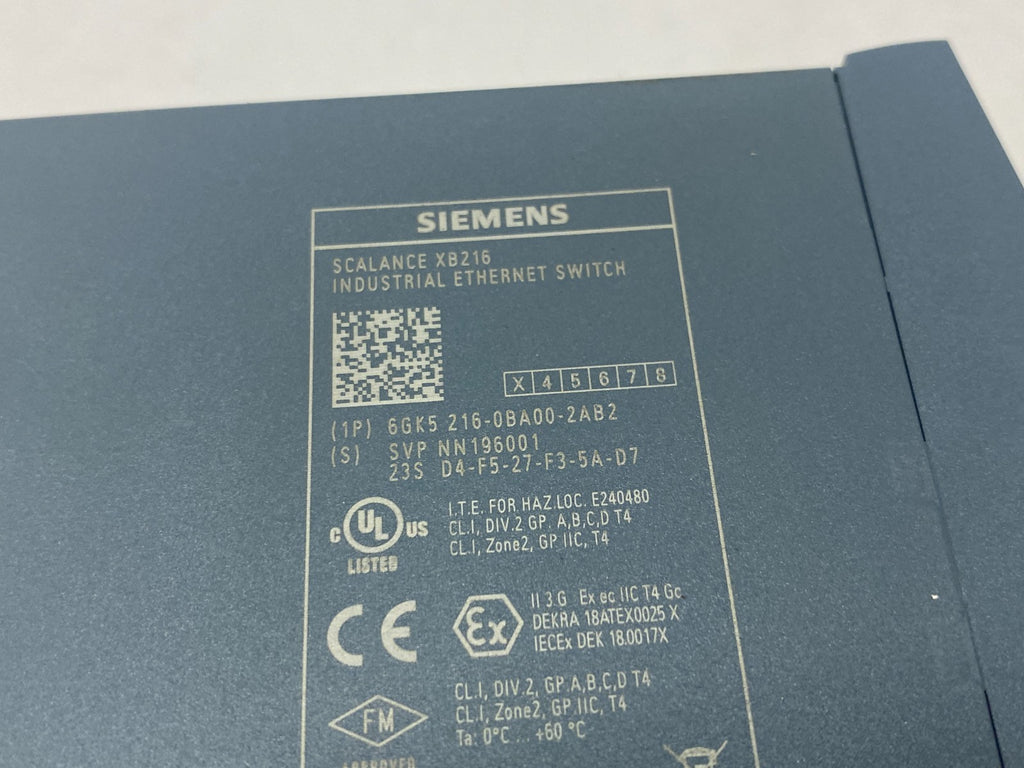 SIEMENS
SCALANCE XB216
INDUSTRIAL ETHERNET SWITCH
X 4 5 6 7 8
(1P) 6GK5 216-0BA00-2AB2
(S) SVP NN196001
23S D4-F5-27-F3-5A-D7
I.T.E. FOR HAZ.LOC. E240480
CL.I, DIV.2 GP. A,B,C,D T4
CL.I, Zone2, GP.IIC, T4
C UL US
LISTED
II 3 G Ex ec IIC T4 Gc
DEKRA 18ATEX0025 X
IECEx DEK 18.0017X
CE Ex
CL.I, DIV.2, GP.A,B,C,D T4
CL.I, Zone2, GP.IIC, T4
Ta: 0°C ... +60 °C
FM
APPROVED